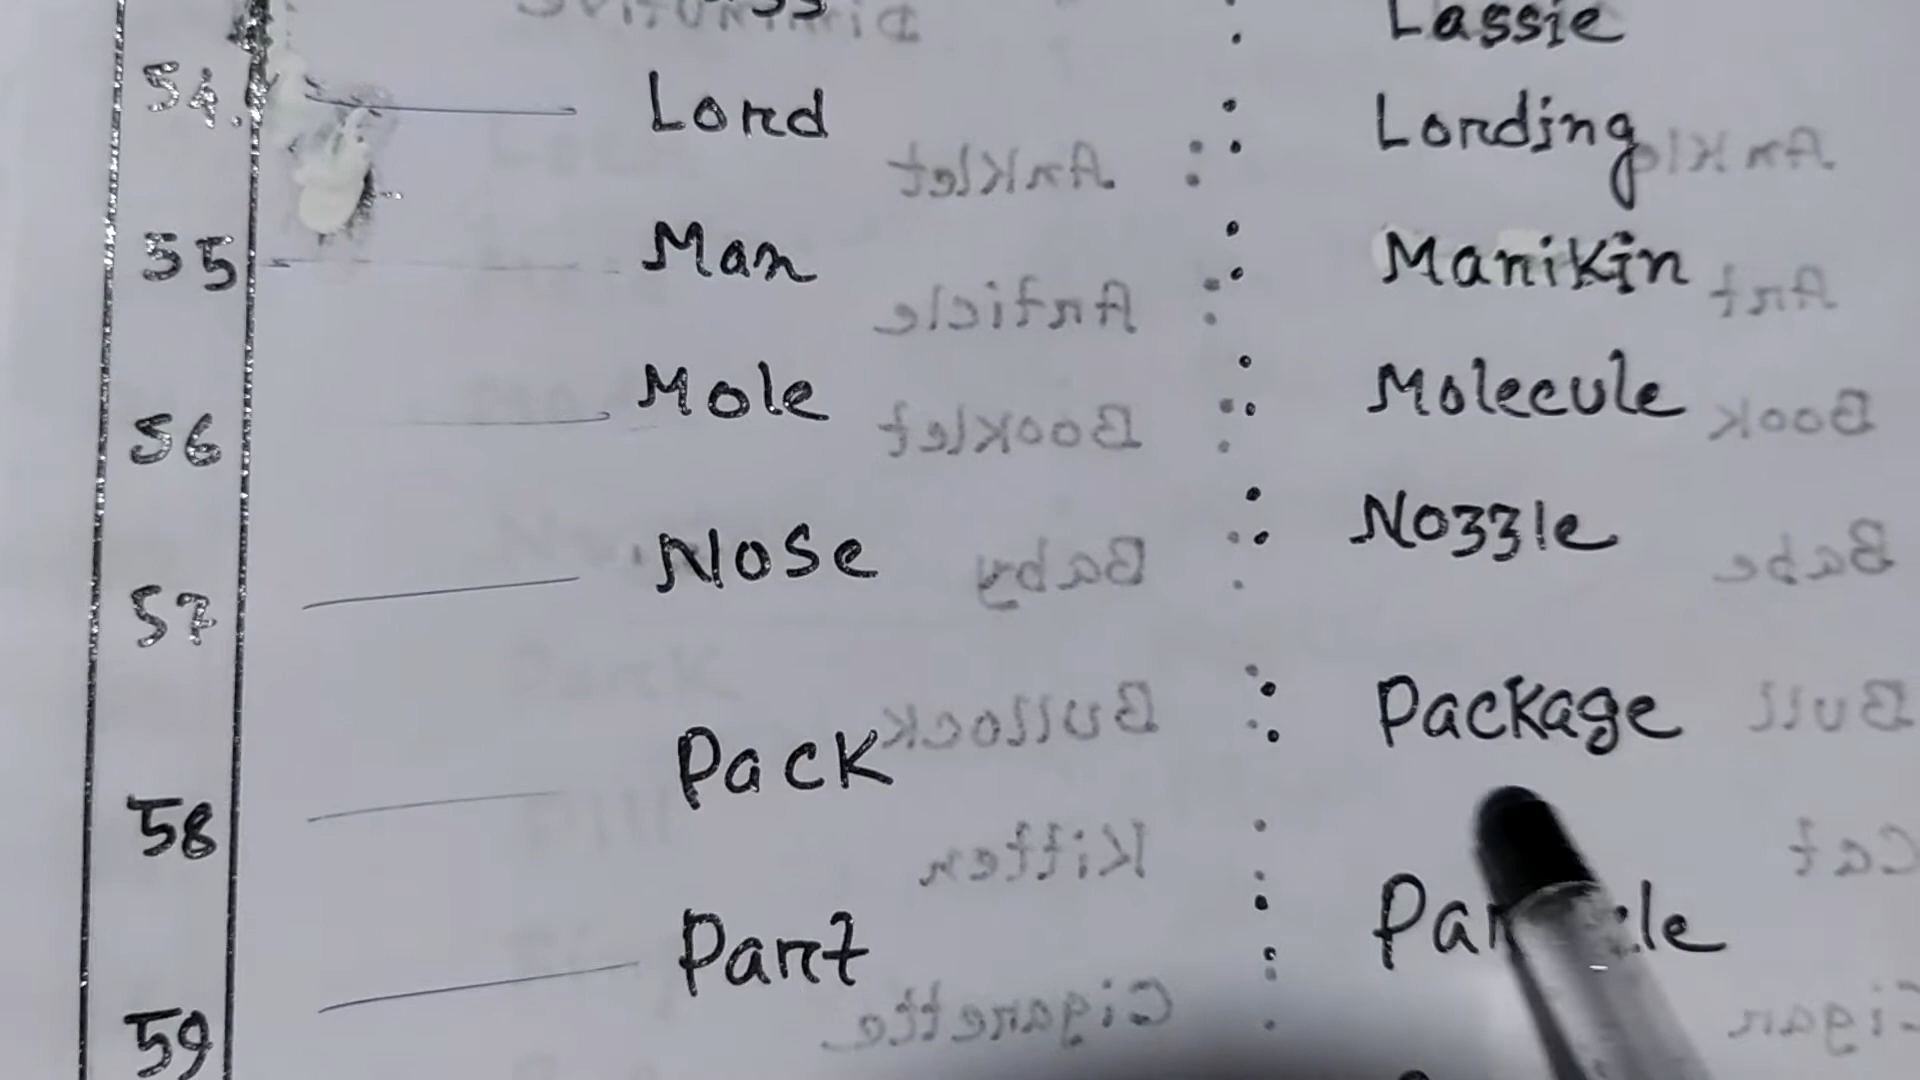 Lassie
54. Lord : Lording
55 Man : Manikin
56 Mole : Molecule
57 Nose : Nozzle
58 Pack : Package
59 Part :